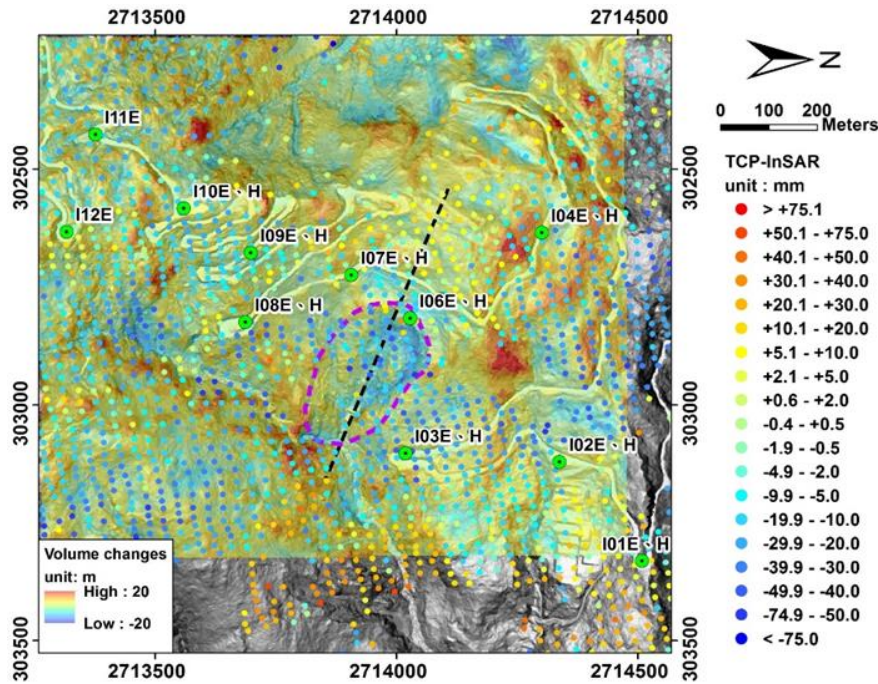 2713500
2714000
2714500
N
0 100 200
Meters
TCP-InSAR
unit : mm
> +75.1
+50.1 - +75.0
+40.1 - +50.0
+30.1 - +40.0
+20.1 - +30.0
+10.1 - +20.0
+5.1 - +10.0
+2.1 - +5.0
+0.6 - +2.0
-0.4 - +0.5
-1.9 - -0.5
-4.9 - -2.0
-9.9 - -5.0
-19.9 - -10.0
-29.9 - -20.0
-39.9 - -30.0
-49.9 - -40.0
-74.9 - -50.0
< -75.0
302500
303000
303500
302500
303000
303500
I11E
I10E、H
I12E
I09E、H
I04E、H
I07E、H
I08E、H
I06E、H
I03E、H
I02E、H
I01E、H
Volume changes
unit: m
High : 20
Low : -20
2713500
2714000
2714500